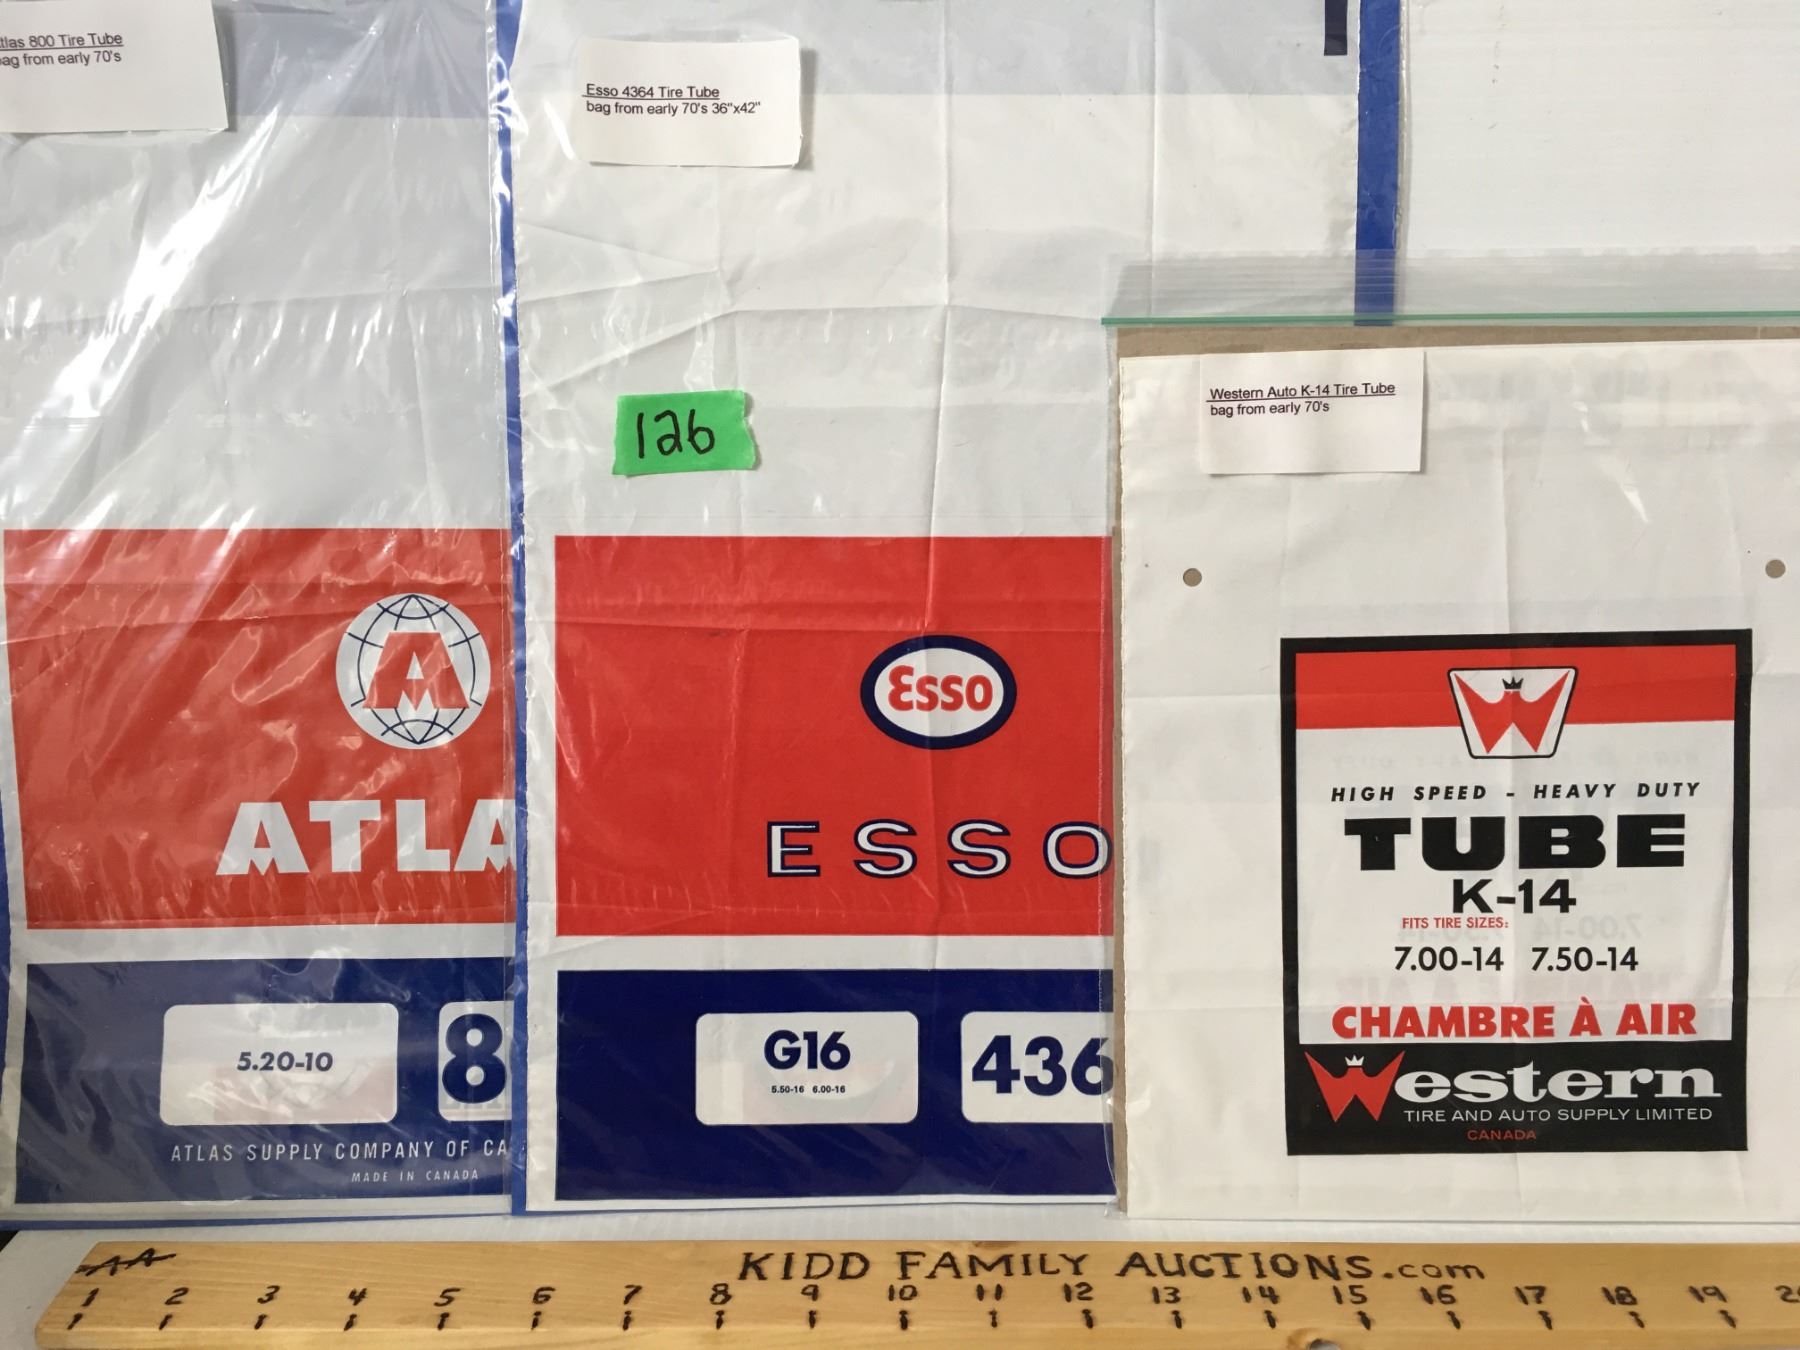 tlas 800 Tire Tube
bag from early 70's
Esso 4364 Tire Tube
bag from early 70's 36"x42"
126
Western Auto K-14 Tire Tube
bag from early 70's
A
ATLA
5.20-10
8
ATLAS SUPPLY COMPANY OF CA
MADE IN CANADA
Esso
ESSO
G16
5.50-16 6.00-16
436
W
HIGH SPEED - HEAVY DUTY
TUBE
K-14
FITS TIRE SIZES:
7.00-14 7.50-14
CHAMBRE À AIR
Western
TIRE AND AUTO SUPPLY LIMITED
CANADA
KIDD FAMILY AUCTIONS.com
1 2 3 4 5 6 7 8 9 10 11 12 13 14 15 16 17 18 19